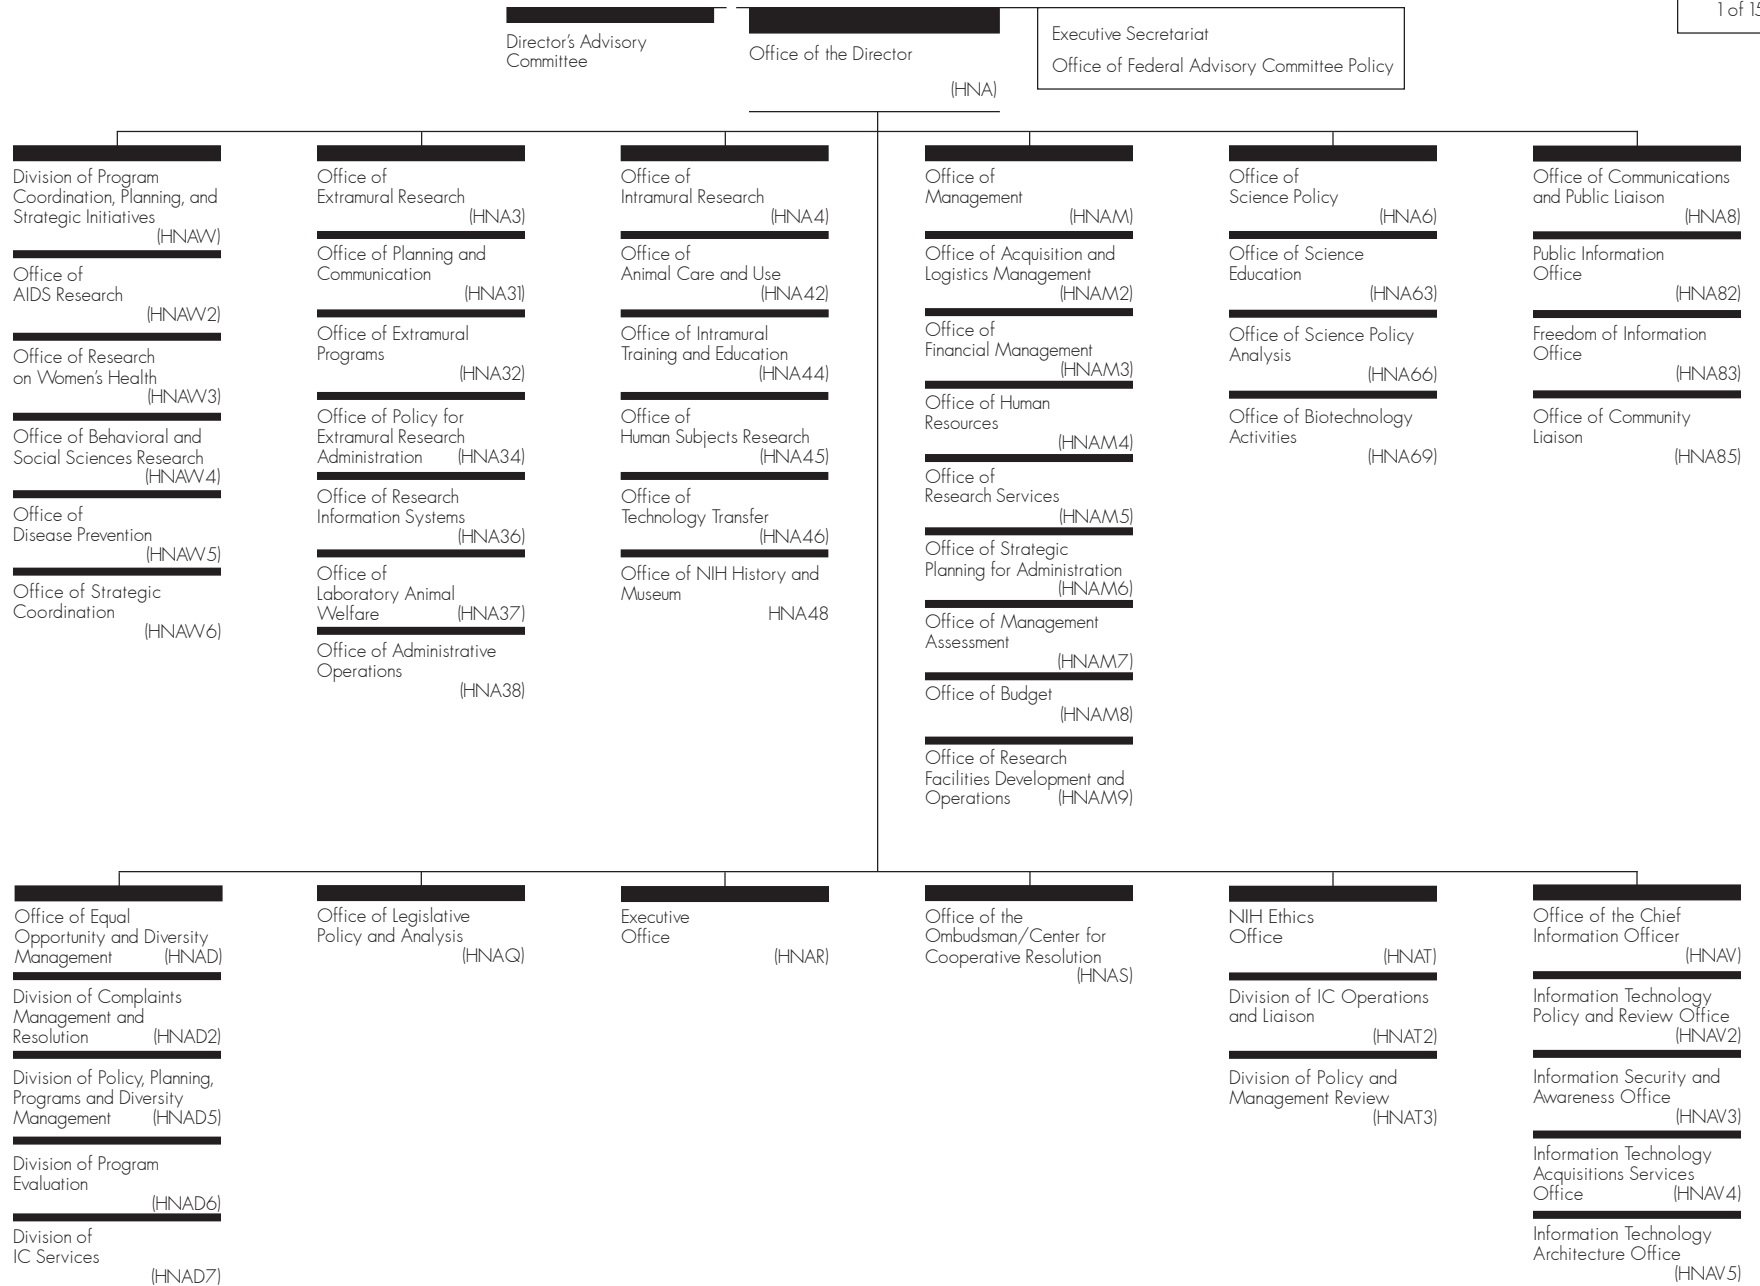 1 of 15
Director's Advisory
Committee
Office of the Director
(HNA)
Executive Secretariat
Office of Federal Advisory Committee Policy
Division of Program
Coordination, Planning, and
Strategic Initiatives
(HNAW)
Office of
AIDS Research
(HNAW2)
Office of Research
on Women's Health
(HNAW3)
Office of Behavioral and
Social Sciences Research
(HNAW4)
Office of
Disease Prevention
(HNAW5)
Office of Strategic
Coordination
(HNAW6)
Office of
Extramural Research
(HNA3)
Office of Planning and
Communication
(HNA31)
Office of Extramural
Programs
(HNA32)
Office of Policy for
Extramural Research
Administration (HNA34)
Office of Research
Information Systems
(HNA36)
Office of
Laboratory Animal
Welfare (HNA37)
Office of Administrative
Operations
(HNA38)
Office of
Intramural Research
(HNA4)
Office of
Animal Care and Use
(HNA42)
Office of Intramural
Training and Education
(HNA44)
Office of
Human Subjects Research
(HNA45)
Office of
Technology Transfer
(HNA46)
Office of NIH History and
Museum
HNA48
Office of
Management
(HNAM)
Office of Acquisition and
Logistics Management
(HNAM2)
Office of
Financial Management
(HNAM3)
Office of Human
Resources
(HNAM4)
Office of
Research Services
(HNAM5)
Office of Strategic
Planning for Administration
(HNAM6)
Office of Management
Assessment
(HNAM7)
Office of Budget
(HNAM8)
Office of Research
Facilities Development and
Operations (HNAM9)
Office of
Science Policy
(HNA6)
Office of Science
Education
(HNA63)
Office of Science Policy
Analysis
(HNA66)
Office of Biotechnology
Activities
(HNA69)
Office of Communications
and Public Liaison
(HNA8)
Public Information
Office
(HNA82)
Freedom of Information
Office
(HNA83)
Office of Community
Liaison
(HNA85)
Office of Equal
Opportunity and Diversity
Management (HNAD)
Division of Complaints
Management and
Resolution (HNAD2)
Division of Policy, Planning,
Programs and Diversity
Management (HNAD5)
Division of Program
Evaluation
(HNAD6)
Division of
IC Services
(HNAD7)
Office of Legislative
Policy and Analysis
(HNAQ)
Executive
Office
(HNAR)
Office of the
Ombudsman/Center for
Cooperative Resolution
(HNAS)
NIH Ethics
Office
(HNAT)
Division of IC Operations
and Liaison
(HNAT2)
Division of Policy and
Management Review
(HNAT3)
Office of the Chief
Information Officer
(HNAV)
Information Technology
Policy and Review Office
(HNAV2)
Information Security and
Awareness Office
(HNAV3)
Information Technology
Acquisitions Services
Office (HNAV4)
Information Technology
Architecture Office
(HNAV5)